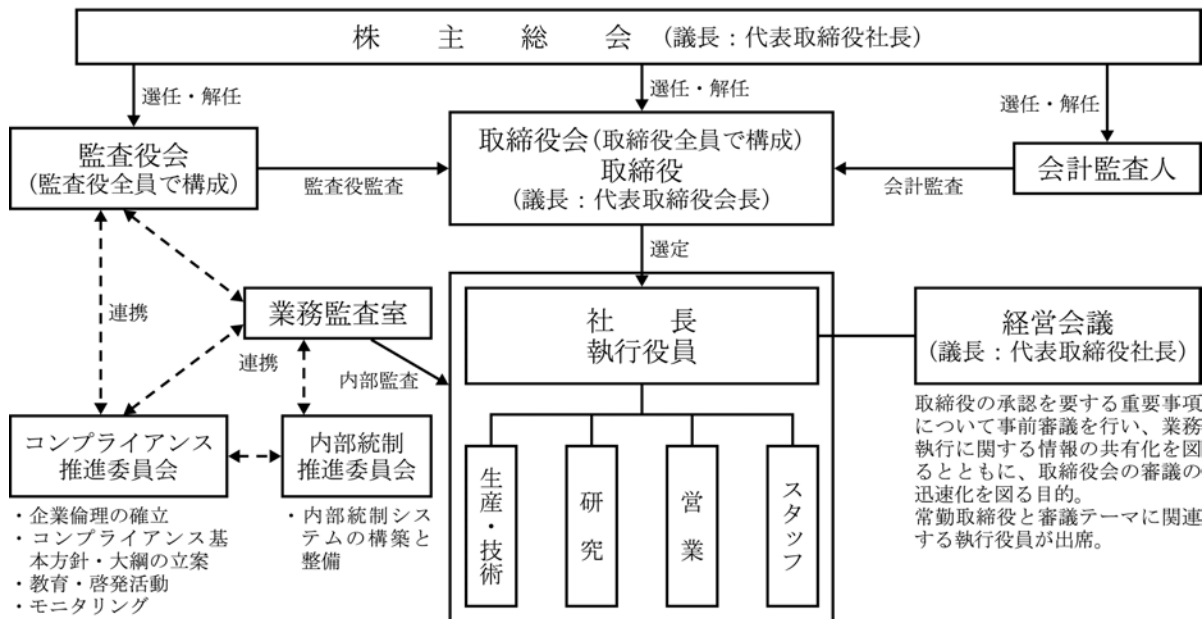 株主総会 (議長：代表取締役社長)
選任・解任
選任・解任
選任・解任
監査役会
(監査役全員で構成)
監査役監査
取締役会(取締役全員で構成)
取締役
(議長：代表取締役会長)
会計監査
会計監査人
選定
連携
業務監査室
連携
内部監査
社長
執行役員
経営会議
(議長：代表取締役社長)
取締役の承認を要する重要事項
について事前審議を行い、業務
執行に関する情報の共有化を図
るとともに、取締役会の審議の
迅速化を図る目的。
常勤取締役と審議テーマに関連
する執行役員が出席。
コンプライアンス
推進委員会
・企業倫理の確立
・コンプライアンス基
本方針・大綱の立案
・教育・啓発活動
・モニタリング
内部統制
推進委員会
・内部統制シス
テムの構築と
整備
生産・技術
研究
営業
スタッフ